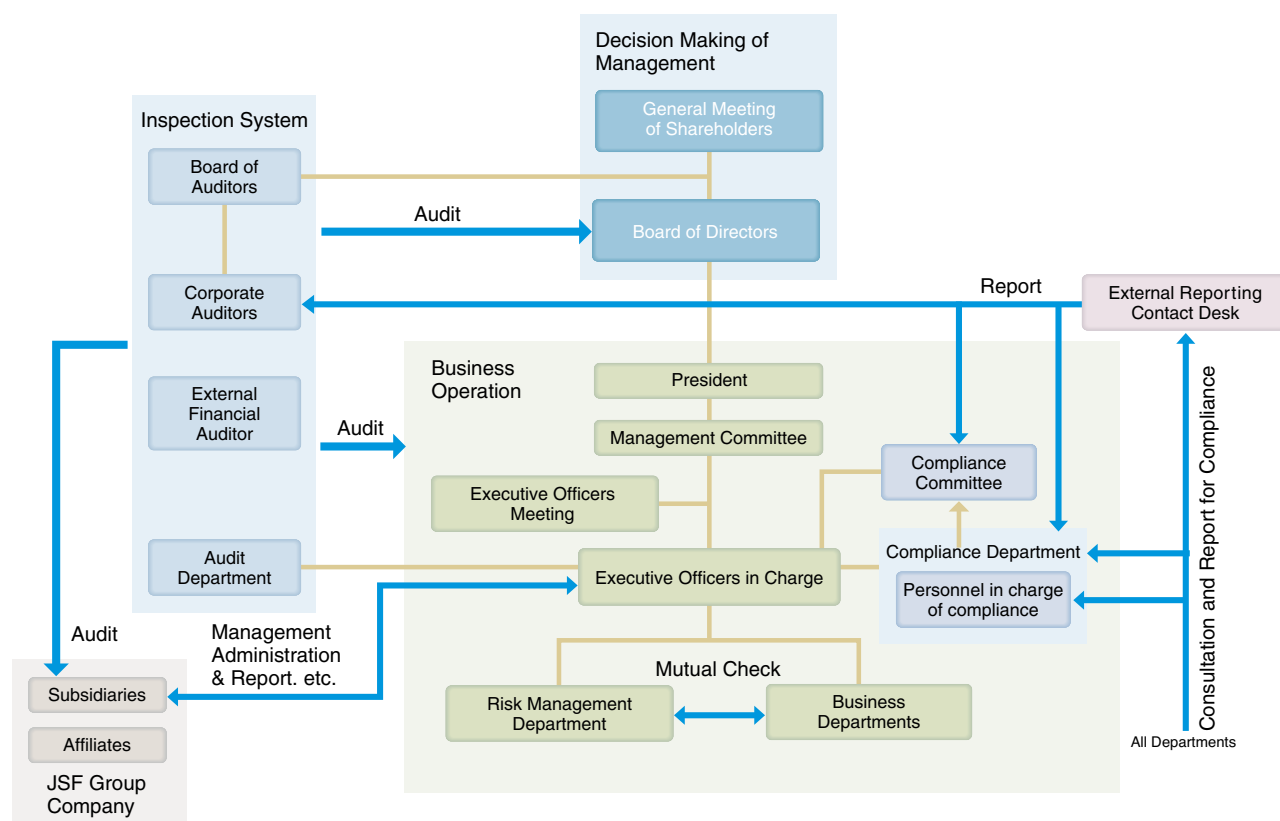 Decision Making of
Management
General Meeting
of Shareholders
Board of Directors
Inspection System
Board of
Auditors
Audit
Corporate
Auditors
External
Financial
Auditor
Audit
Audit
Department
Report
External Reporting
Contact Desk
Business
Operation
President
Management Committee
Executive Officers
Meeting
Executive Officers in Charge
Compliance
Committee
Compliance Department
Personnel in charge
of compliance
Consultation and Report for Compliance
All Departments
Mutual Check
Risk Management
Department
Business
Departments
Audit
Management
Administration
& Report. etc.
Subsidiaries
Affiliates
JSF Group
Company